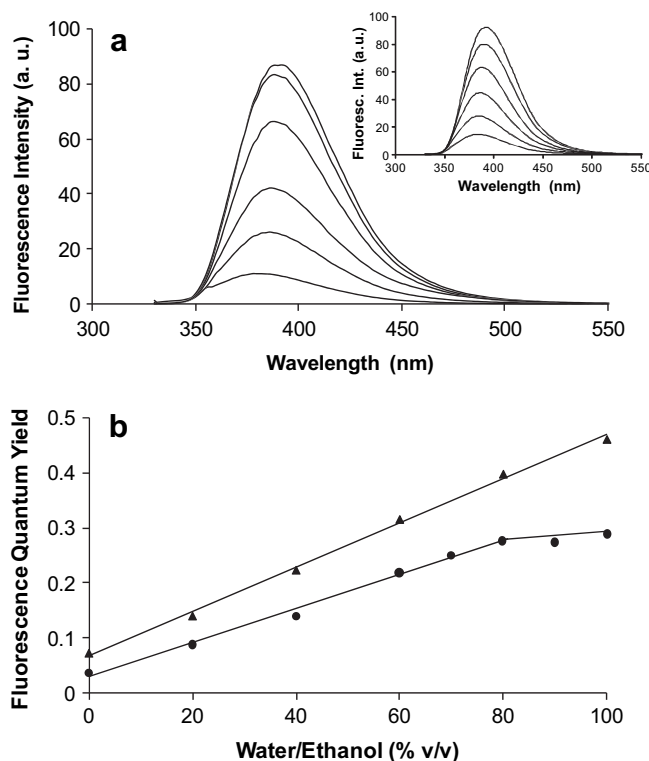 a
Fluorescence Intensity (a. u.)
100
80
60
40
20
0
300 350 400 450 500 550
Wavelength (nm)
Fluoresc. Int. (a.u.)
100
80
60
40
20
0
300 350 400 450 500 550
Wavelength (nm)
b
Fluorescence Quantum Yield
0.5
0.4
0.3
0.2
0.1
0
0 20 40 60 80 100
Water/Ethanol (% v/v)